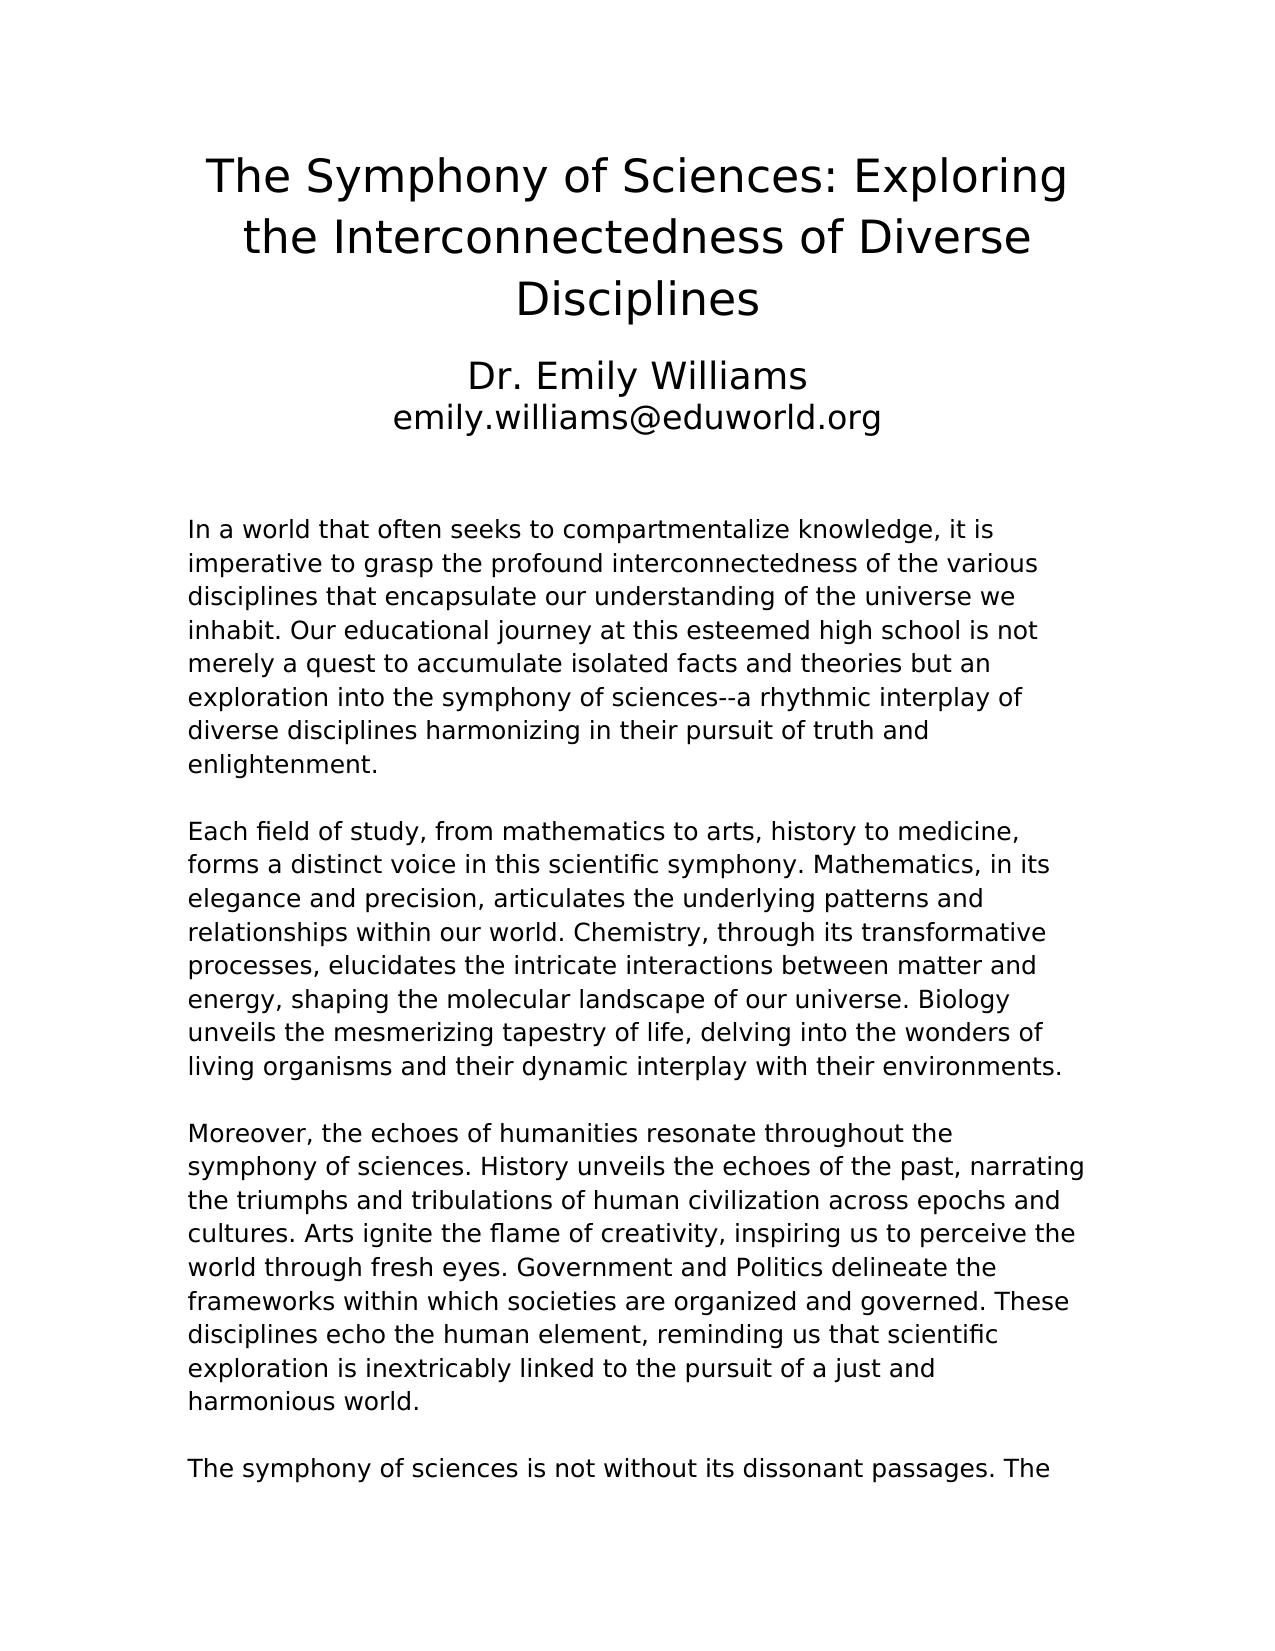 The Symphony of Sciences: Exploring
the Interconnectedness of Diverse
Disciplines
Dr. Emily Williams
emily.williams@eduworld.org
In a world that often seeks to compartmentalize knowledge, it is
imperative to grasp the profound interconnectedness of the various
disciplines that encapsulate our understanding of the universe we
inhabit. Our educational journey at this esteemed high school is not
merely a quest to accumulate isolated facts and theories but an
exploration into the symphony of sciences--a rhythmic interplay of
diverse disciplines harmonizing in their pursuit of truth and
enlightenment.
Each field of study, from mathematics to arts, history to medicine,
forms a distinct voice in this scientific symphony. Mathematics, in its
elegance and precision, articulates the underlying patterns and
relationships within our world. Chemistry, through its transformative
processes, elucidates the intricate interactions between matter and
energy, shaping the molecular landscape of our universe. Biology
unveils the mesmerizing tapestry of life, delving into the wonders of
living organisms and their dynamic interplay with their environments.
Moreover, the echoes of humanities resonate throughout the
symphony of sciences. History unveils the echoes of the past, narrating
the triumphs and tribulations of human civilization across epochs and
cultures. Arts ignite the flame of creativity, inspiring us to perceive the
world through fresh eyes. Government and Politics delineate the
frameworks within which societies are organized and governed. These
disciplines echo the human element, reminding us that scientific
exploration is inextricably linked to the pursuit of a just and
harmonious world.
The symphony of sciences is not without its dissonant passages. The